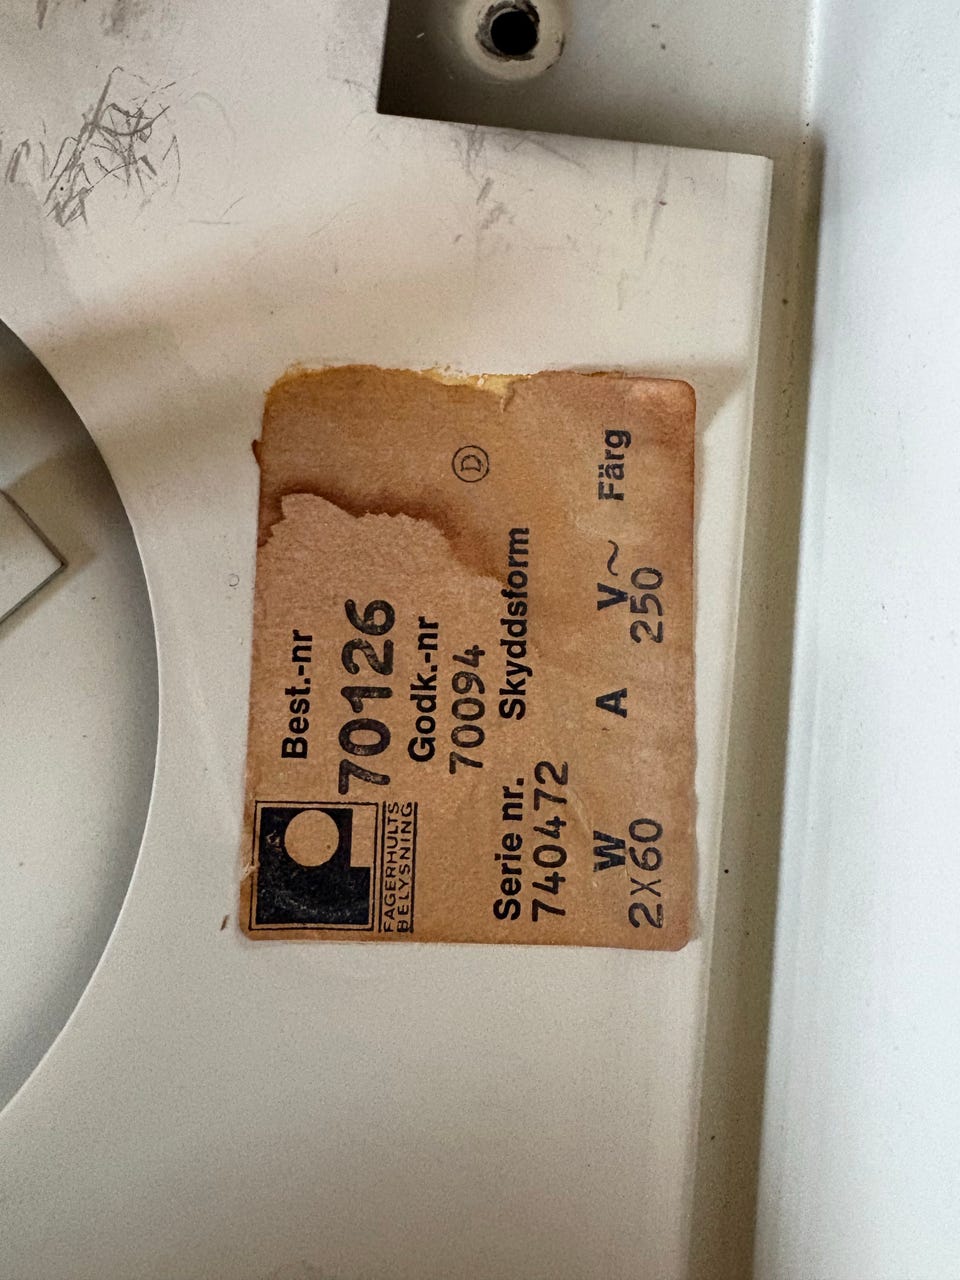 FAGERHULTS
BELYSNING
Best.-nr
70126
Godk.-nr
70094
D
Serie nr. Skyddsform
740472
W A V~ Färg
2X60 250